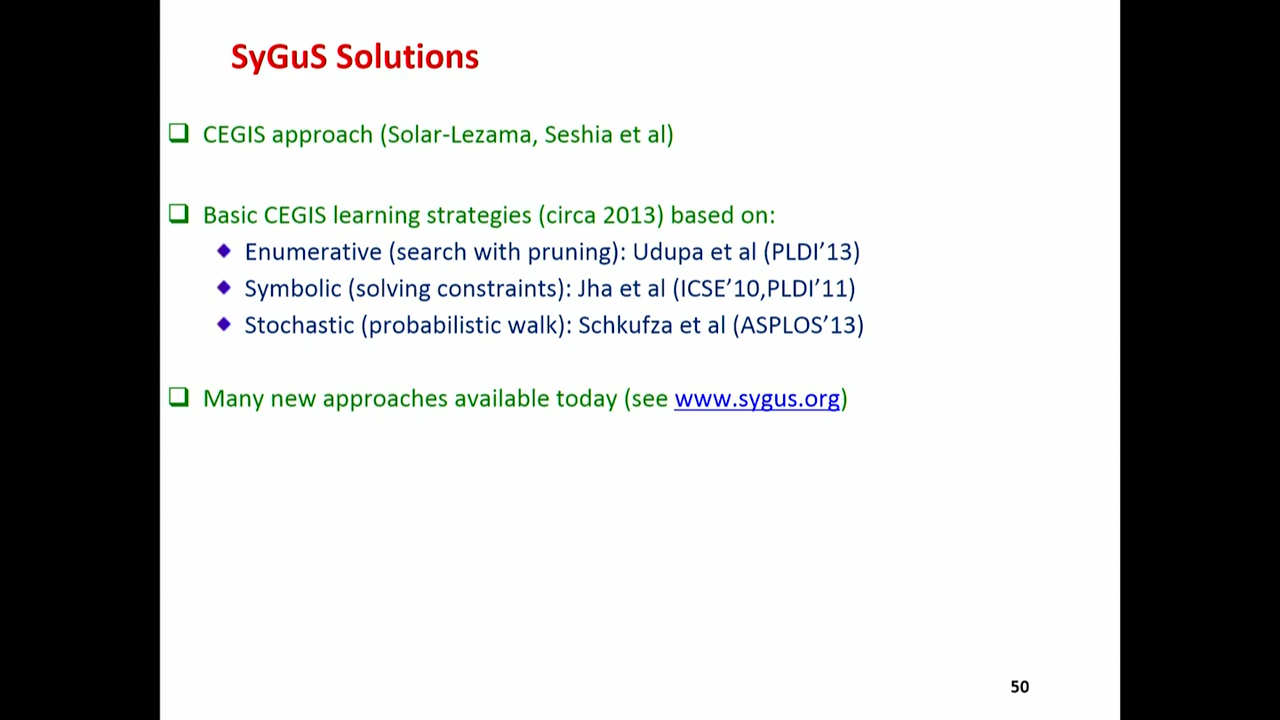 SyGuS Solutions
CEGIS approach (Solar-Lezama, Seshia et al)
Basic CEGIS learning strategies (circa 2013) based on:
Enumerative (search with pruning): Udupa et al (PLDI’13)
Symbolic (solving constraints): Jha et al (ICSE’10,PLDI’11)
Stochastic (probabilistic walk): Schkufza et al (ASPLOS’13)
Many new approaches available today (see www.sygus.org)
50